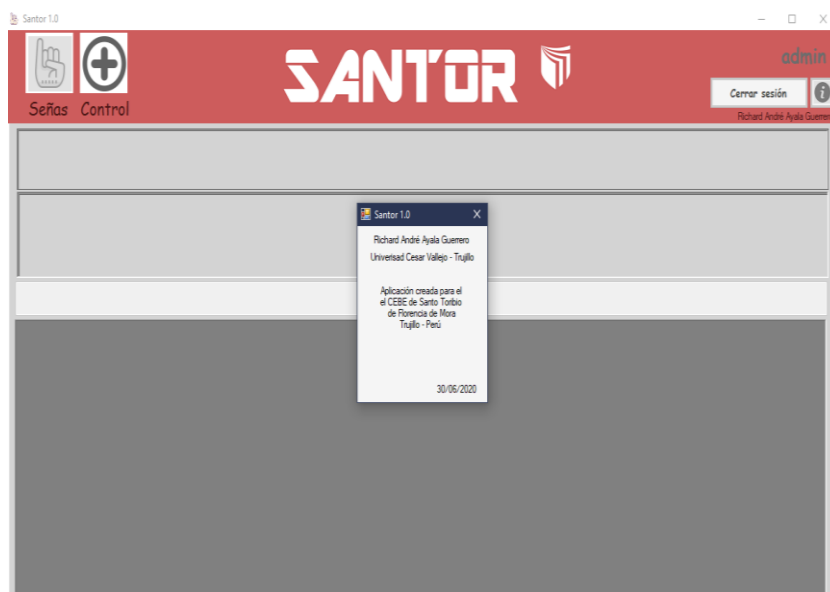 Santor 1.0
Señas Control
SANTOR
admin
Cerrar sesión
Richard André Ayala Guerrer
Santor 1.0
Richard André Ayala Guerrero
Univerisad Cesar Vallejo - Trujillo
Aplicación creada para el
el CEBE de Santo Toribio
de Florencia de Mora
Trujillo - Perú
30/06/2020